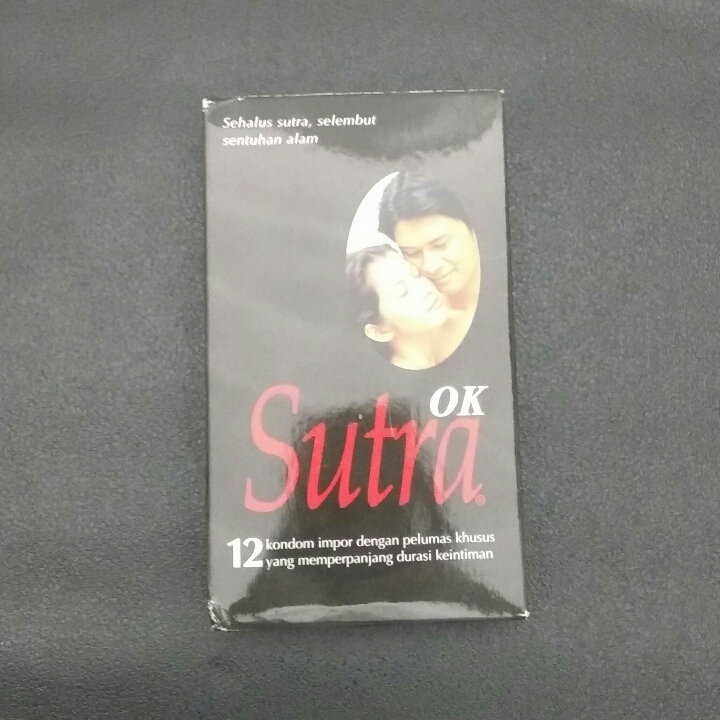 Sehalus sutra, selembut
sentuhan alam
OK
Sutra®
12 kondom impor dengan pelumas khusus
yang memperpanjang durasi keintiman